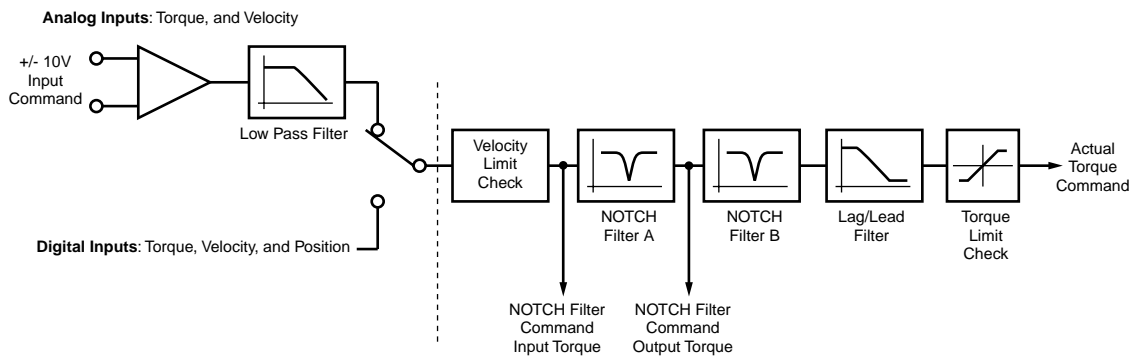 Analog Inputs: Torque, and Velocity
+/- 10V
Input
Command
Low Pass Filter
Digital Inputs: Torque, Velocity, and Position
Velocity
Limit
Check
NOTCH
Filter A
NOTCH
Filter B
Lag/Lead
Filter
Torque
Limit
Check
Actual
Torque
Command
NOTCH Filter
Command
Input Torque
NOTCH Filter
Command
Output Torque